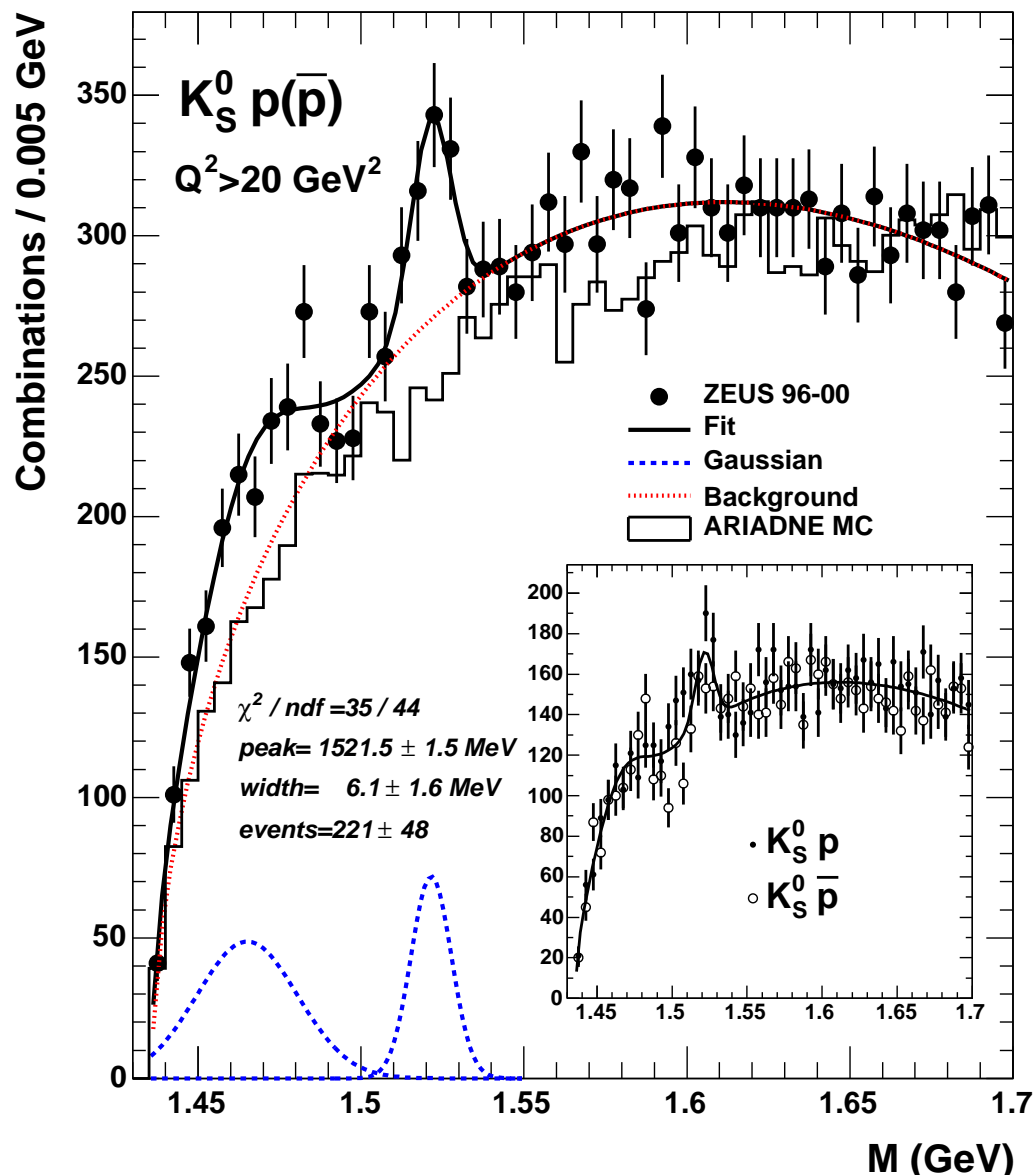 Combinations / 0.005 GeV
350
300
250
200
150
100
50
0
K⁰_S p(p̅)
Q²>20 GeV²
ZEUS 96-00
Fit
Gaussian
Background
ARIADNE MC
χ² / ndf =35 / 44
peak= 1521.5 ± 1.5 MeV
width= 6.1 ± 1.6 MeV
events=221 ± 48
200
180
160
140
120
100
80
60
40
20
0
K⁰_S p
K⁰_S p̅
1.45 1.5 1.55 1.6 1.65 1.7
1.45 1.5 1.55 1.6 1.65 1.7
M (GeV)